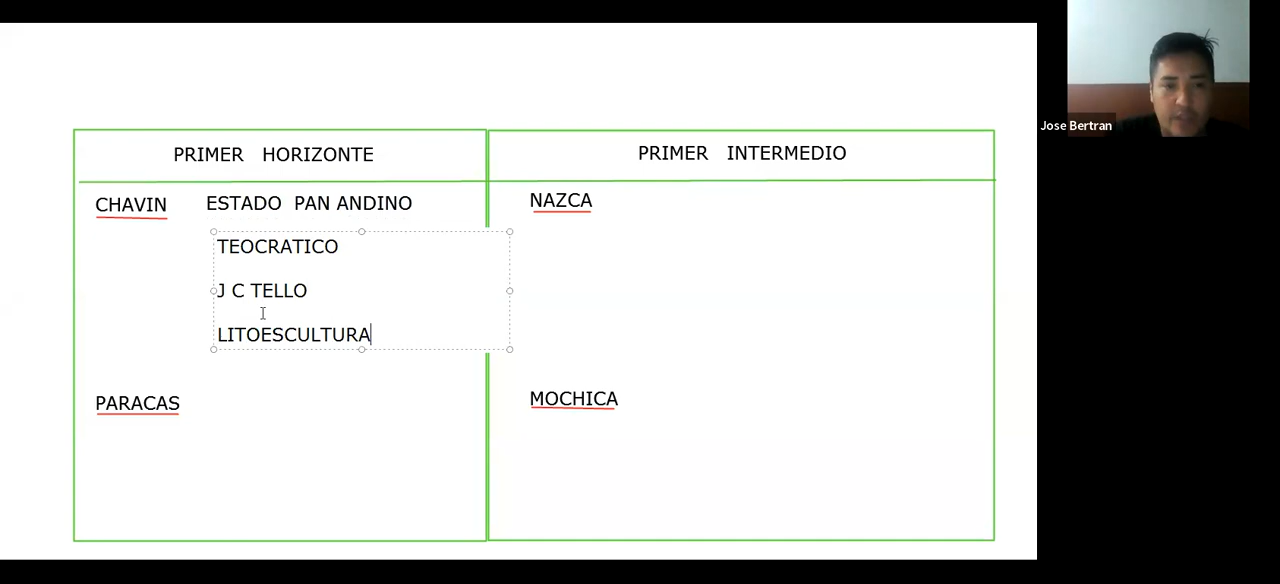 PRIMER HORIZONTE
PRIMER INTERMEDIO
CHAVIN ESTADO PAN ANDINO
TEOCRATICO
J C TELLO
LITOESCULTURA
PARACAS
NAZCA
MOCHICA
Jose Bertran